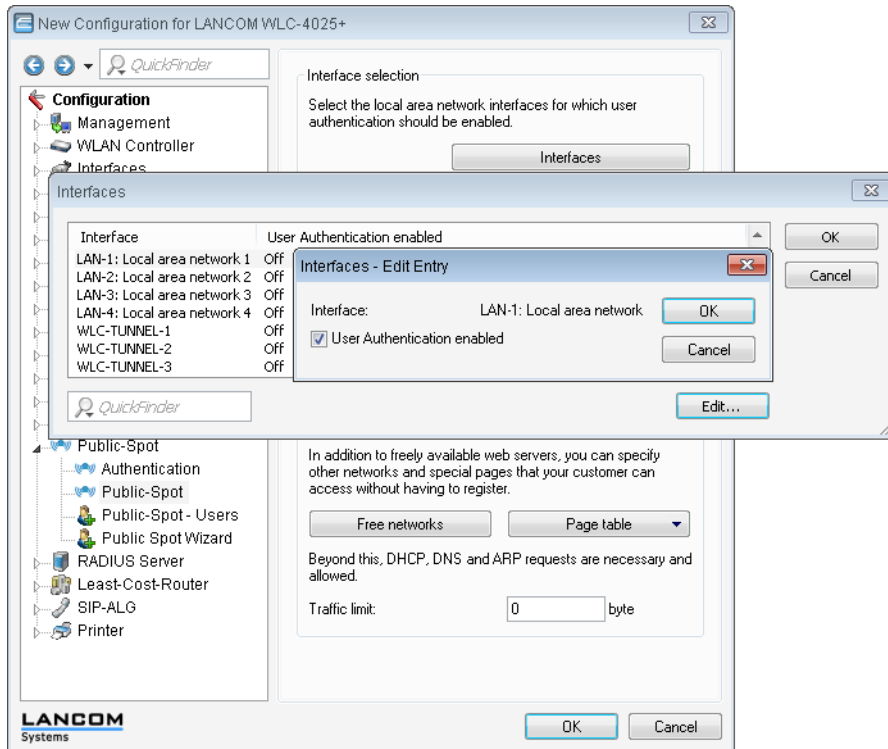 New Configuration for LANCOM WLC-4025+
QuickFinder
Configuration
Management
WLAN Controller
Interfaces
Interface selection
Select the local area network interfaces for which user
authentication should be enabled.
Interfaces
Interfaces
Interface User Authentication enabled
LAN-1: Local area network 1 Off
LAN-2: Local area network 2 Off
LAN-3: Local area network 3 Off
LAN-4: Local area network 4 Off
WLC-TUNNEL-1 Off
WLC-TUNNEL-2 Off
WLC-TUNNEL-3 Off
OK
Cancel
Interfaces - Edit Entry
Interface: LAN-1: Local area network
User Authentication enabled
OK
Cancel
QuickFinder
Edit...
Public-Spot
Authentication
Public-Spot
Public-Spot - Users
Public Spot Wizard
RADIUS Server
Least-Cost-Router
SIP-ALG
Printer
In addition to freely available web servers, you can specify
other networks and special pages that your customer can
access without having to register.
Free networks
Page table
Beyond this, DHCP, DNS and ARP requests are necessary and
allowed.
Traffic limit: 0 byte
LANCOM
Systems
OK
Cancel